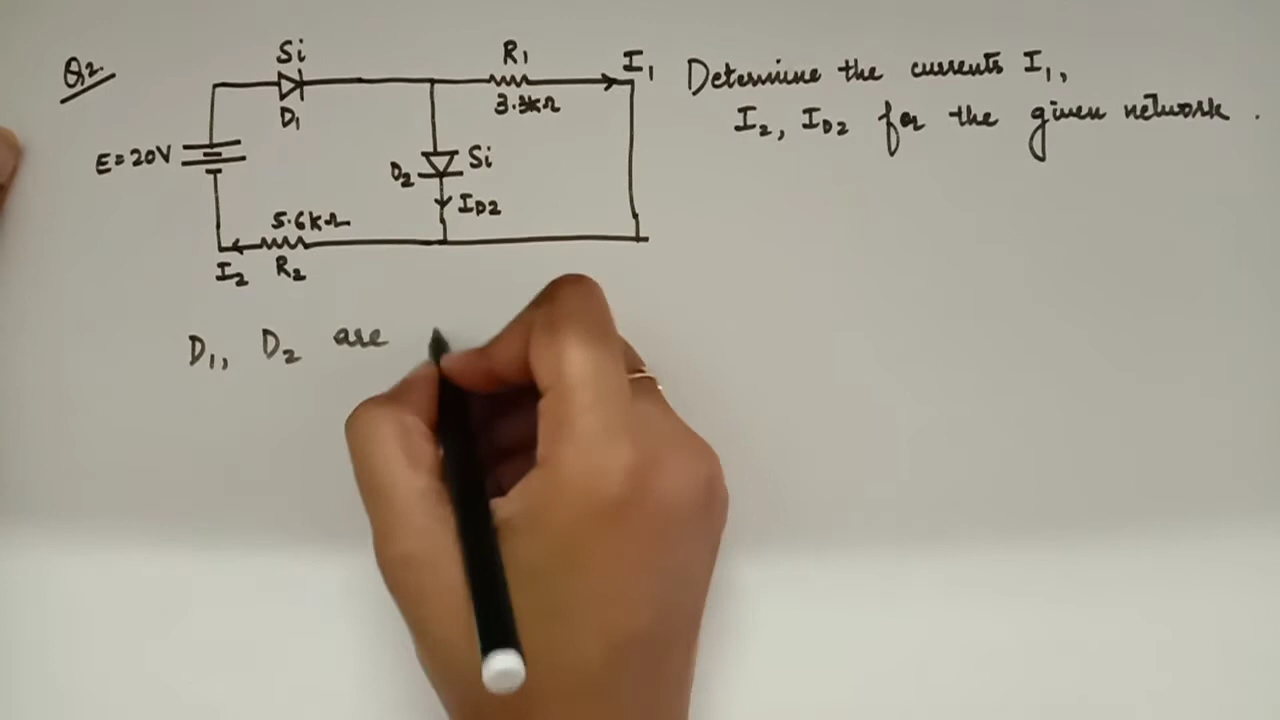 Q2.
Si
D1
R1
3.3kΩ
I1
E=20V
D2
Si
ID2
5.6kΩ
I2
R2
Determine the currents I1,
I2, ID2 for the given network.
D1, D2 are